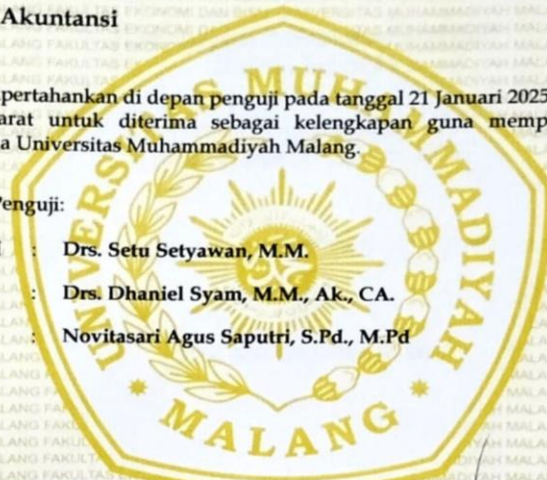 Akuntansi
pertahankan di depan penguji pada tanggal 21 Januari 2025
arat untuk diterima sebagai kelengkapan guna memp
a Universitas Muhammadiyah Malang.
Penguji:
: Drs. Setu Setyawan, M.M.
: Drs. Dhaniel Syam, M.M., Ak., CA.
: Novitasari Agus Saputri, S.Pd., M.Pd
UNIVERSITAS MUHAMMADIYAH
MALANG